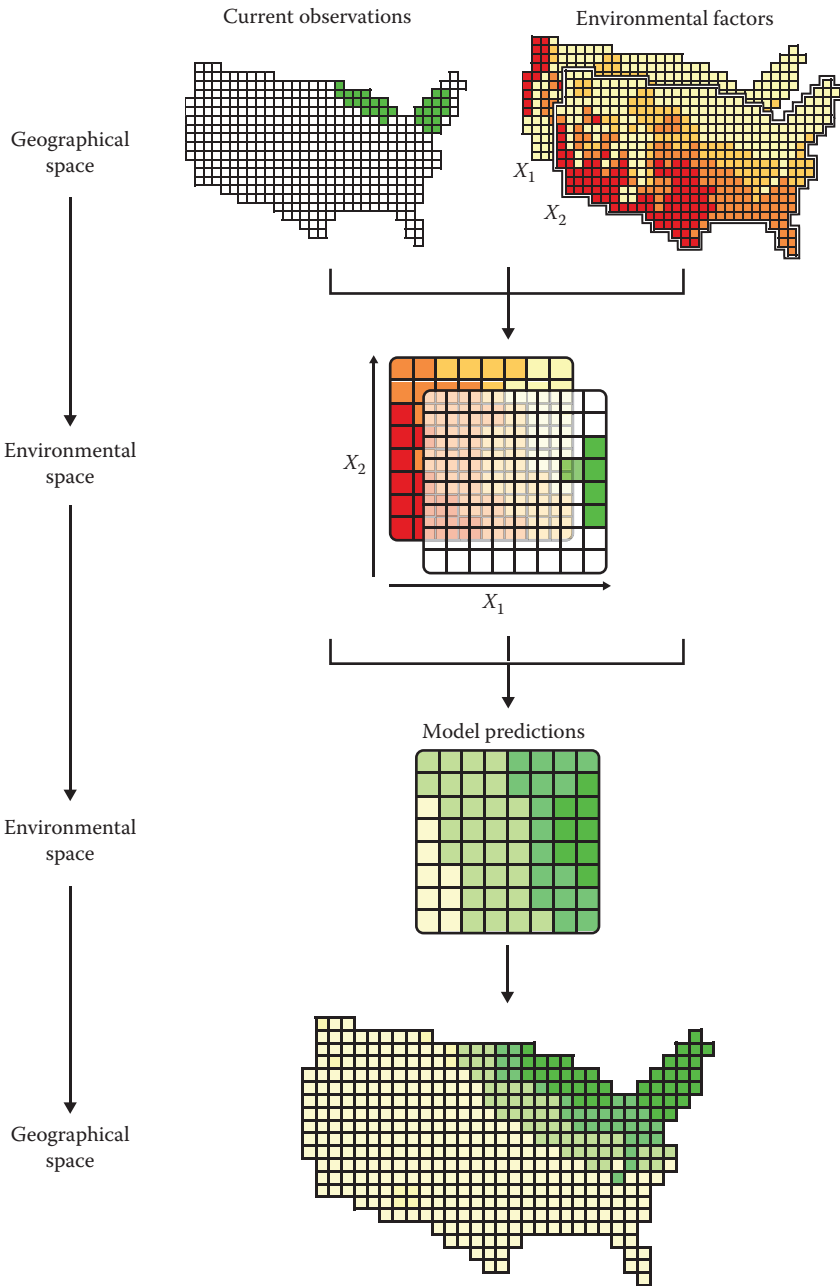 Current observations
Environmental factors
Geographical
space
X1
X2
Environmental
space
X2
X1
Model predictions
Environmental
space
Geographical
space